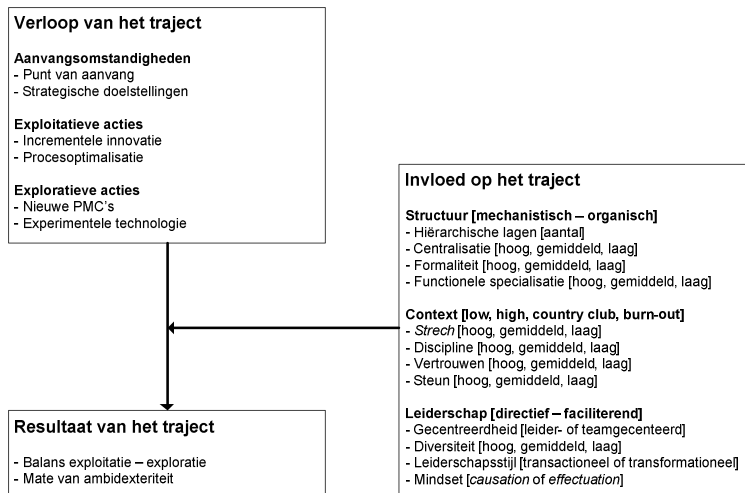 Verloop van het traject
Aanvangsomstandigheden
- Punt van aanvang
- Strategische doelstellingen
Exploitatieve acties
- Incrementele innovatie
- Procesoptimalisatie
Exploratieve acties
- Nieuwe PMC's
- Experimentele technologie
Invloed op het traject
Structuur [mechanistisch – organisch]
- Hiërarchische lagen [aantal]
- Centralisatie [hoog, gemiddeld, laag]
- Formaliteit [hoog, gemiddeld, laag]
- Functionele specialisatie [hoog, gemiddeld, laag]
Context [low, high, country club, burn-out]
- Strech [hoog, gemiddeld, laag]
- Discipline [hoog, gemiddeld, laag]
- Vertrouwen [hoog, gemiddeld, laag]
- Steun [hoog, gemiddeld, laag]
Leiderschap [directief – faciliterend]
- Gecentreerdheid [leider- of teamgecenteerd]
- Diversiteit [hoog, gemiddeld, laag]
- Leiderschapsstijl [transactioneel of transformationeel]
- Mindset [causation of effectuation]
Resultaat van het traject
- Balans exploitatie – exploratie
- Mate van ambidexteriteit